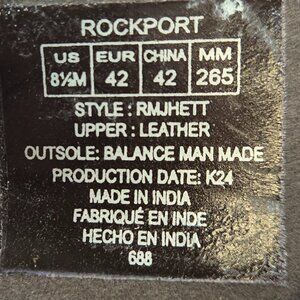 ROCKPORT
US EUR CHINA MM
8½M 42 42 265
STYLE : RMJHETT
UPPER : LEATHER
OUTSOLE: BALANCE MAN MADE
PRODUCTION DATE: K24
MADE IN INDIA
FABRIQUÉ EN INDE
HECHO EN INDIA
688